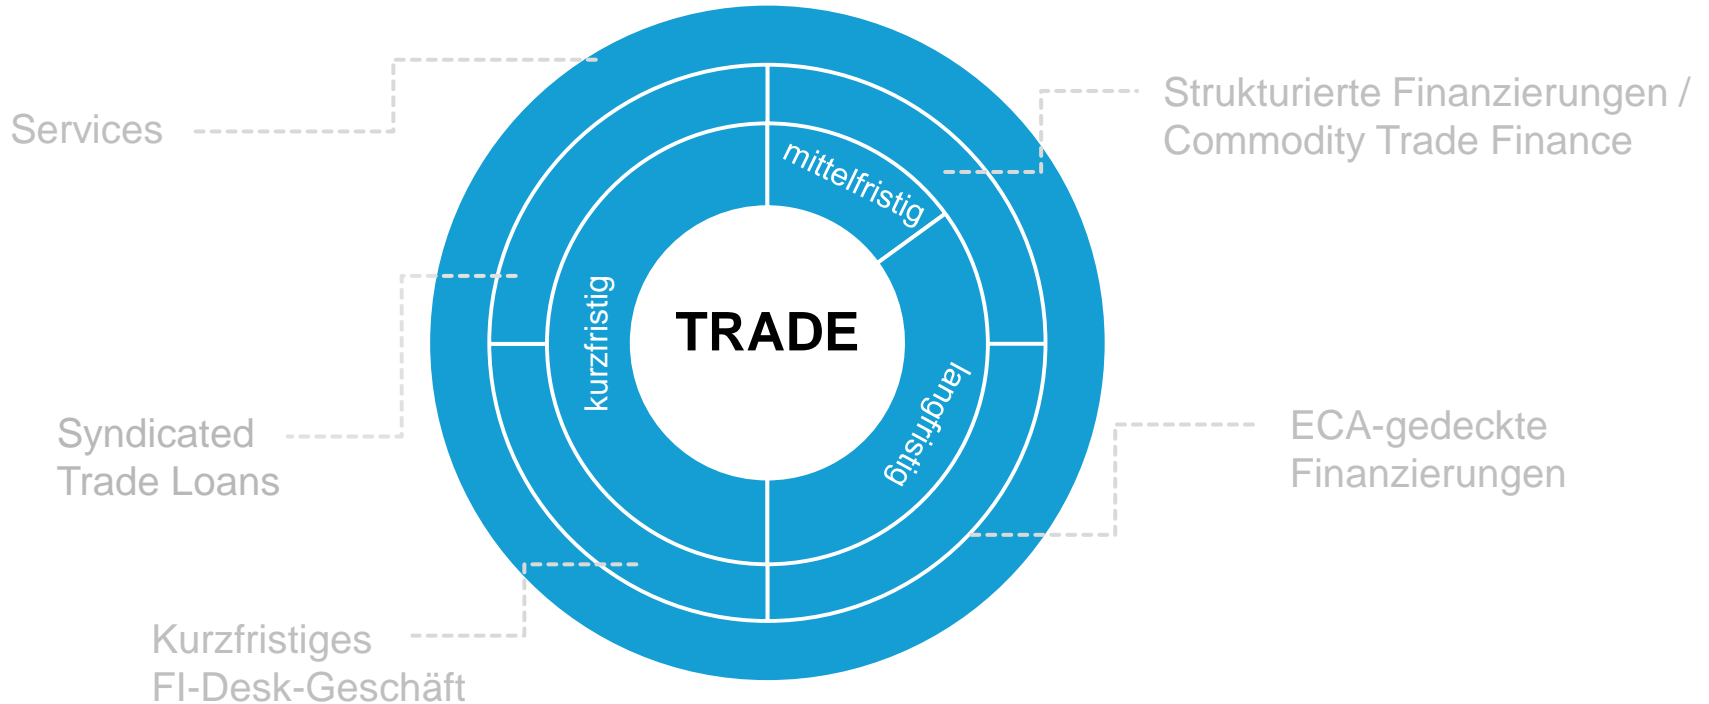 Services
Strukturierte Finanzierungen /
Commodity Trade Finance
mittelfristig
kurzfristig
TRADE
langfristig
Syndicated
Trade Loans
ECA-gedeckte
Finanzierungen
Kurzfristiges
FI-Desk-Geschäft